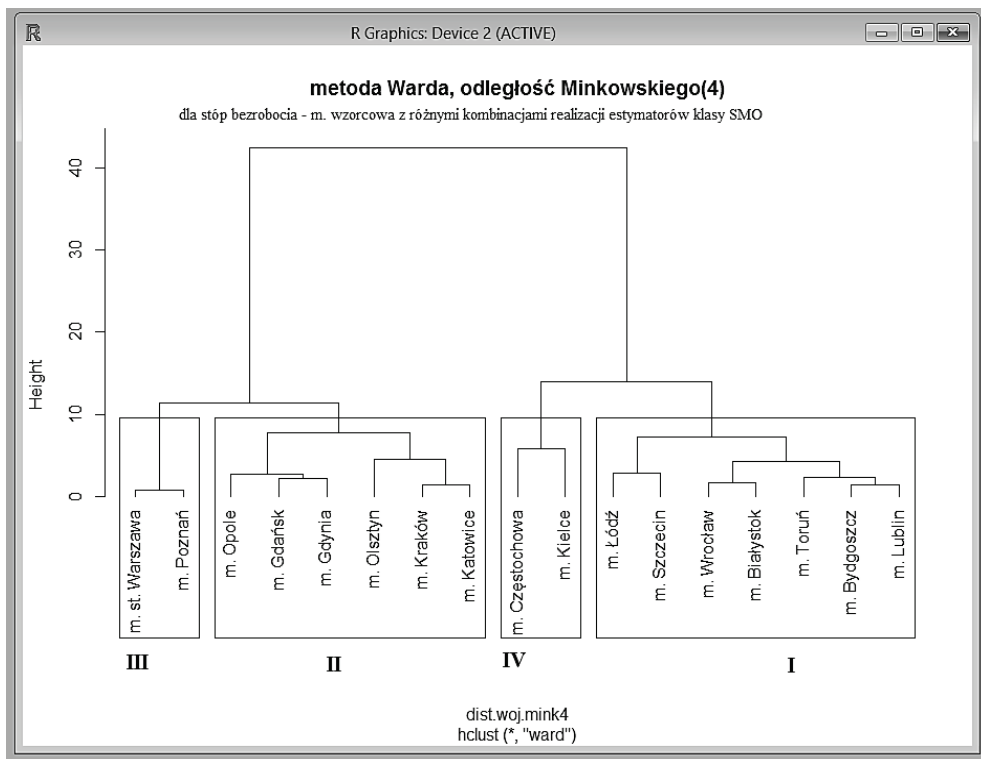 R Graphics: Device 2 (ACTIVE)
metoda Warda, odległość Minkowskiego(4)
dla stóp bezrobocia - m. wzorcowa z różnymi kombinacjami realizacji estymatorów klasy SMO
Height
40
30
20
10
0
m. st. Warszawa
m. Poznań
m. Opole
m. Gdańsk
m. Gdynia
m. Olsztyn
m. Kraków
m. Katowice
m. Częstochowa
m. Kielce
m. Łódź
m. Szczecin
m. Wrocław
m. Białystok
m. Toruń
m. Bydgoszcz
m. Lublin
III
II
IV
I
dist.woj.mink4
hclust (*, "ward")